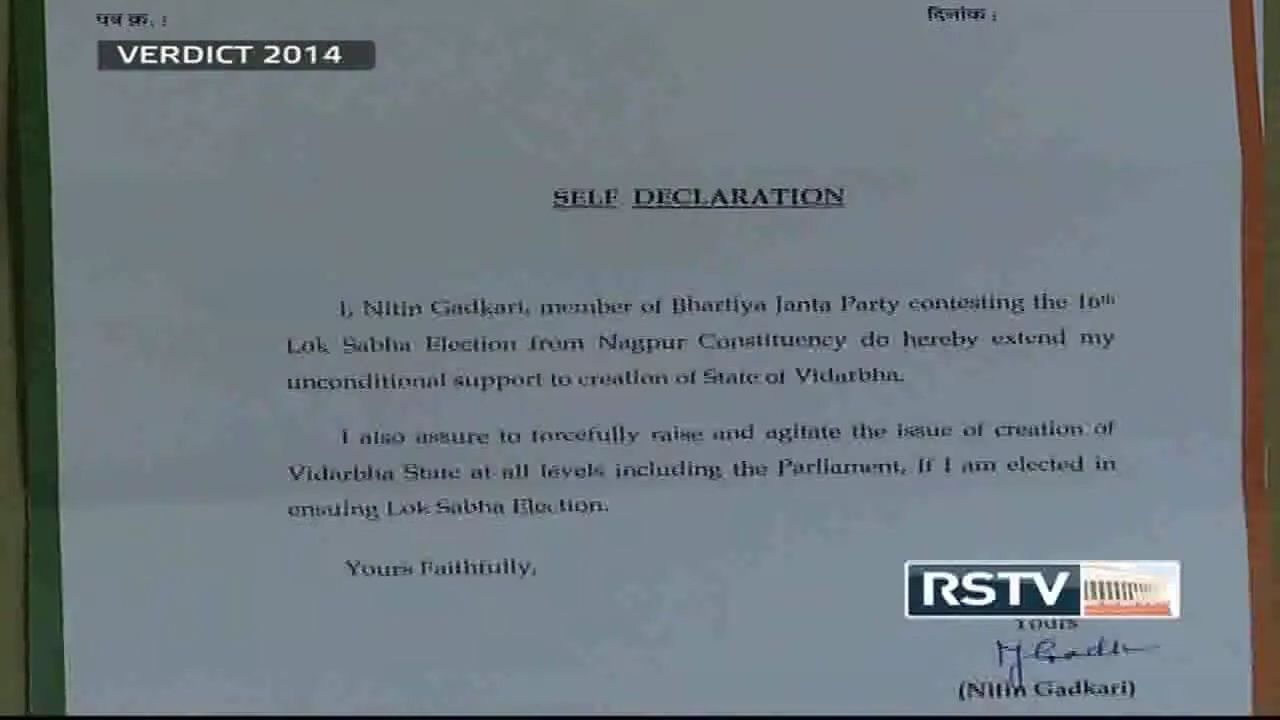 पत्र क्र. :
दिनांक :
VERDICT 2014
SELF DECLARATION
I, Nitin Gadkari, member of Bhartiya Janta Party contesting the 16th
Lok Sabha Election from Nagpur Constituency do hereby extend my
unconditional support to creation of State of Vidarbha.
I also assure to forcefully raise and agitate the issue of creation of
Vidarbha State at all levels including the Parliament, if I am elected in
ensuing Lok Sabha Election.
Yours Faithfully,
RSTV
Yours
(Nitin Gadkari)